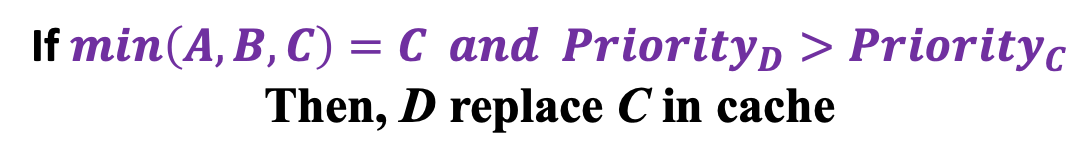 If min(A, B, C) = C and Priority_D > Priority_C
Then, D replace C in cache